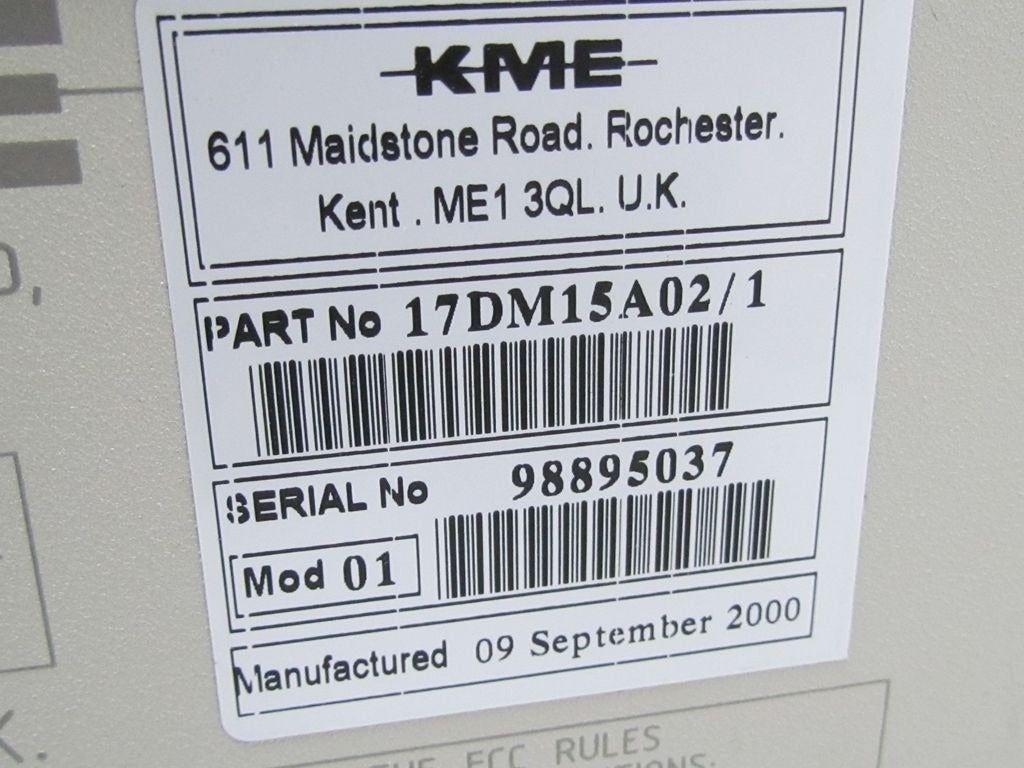 KME
611 Maidstone Road. Rochester.
Kent . ME1 3QL. U.K.
PART No 17DM15A02/1
SERIAL No 98895037
Mod 01
Manufactured 09 September 2000
FCC RULES